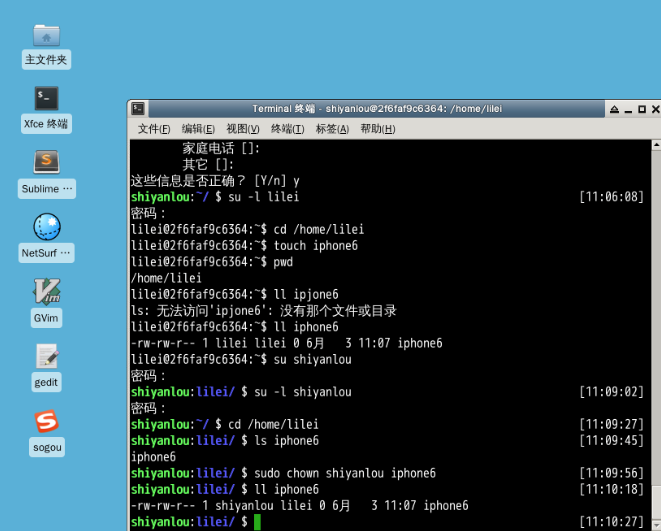 主文件夹
Xfce 终端
Sublime ⋯
NetSurf ⋯
GVim
gedit
sogou
Terminal 终端 - shiyanlou@2f6faf9c6364: /home/lilei
文件(F) 编辑(E) 视图(V) 终端(T) 标签(A) 帮助(H)
家庭电话 []:
其它 []:
这些信息是否正确？ [Y/n] y
shiyanlou:~/ $ su -l lilei [11:06:08]
密码：
lilei@2f6faf9c6364:~$ cd /home/lilei
lilei@2f6faf9c6364:~$ touch iphone6
lilei@2f6faf9c6364:~$ pwd
/home/lilei
lilei@2f6faf9c6364:~$ ll ipjone6
ls: 无法访问'ipjone6': 没有那个文件或目录
lilei@2f6faf9c6364:~$ ll iphone6
-rw-rw-r-- 1 lilei lilei 0 6月   3 11:07 iphone6
lilei@2f6faf9c6364:~$ su shiyanlou
密码：
shiyanlou:lilei/ $ su -l shiyanlou [11:09:02]
密码：
shiyanlou:~/ $ cd /home/lilei [11:09:27]
shiyanlou:lilei/ $ ls iphone6 [11:09:45]
iphone6
shiyanlou:lilei/ $ sudo chown shiyanlou iphone6 [11:09:56]
shiyanlou:lilei/ $ ll iphone6 [11:10:18]
-rw-rw-r-- 1 shiyanlou lilei 0 6月   3 11:07 iphone6
shiyanlou:lilei/ $ [11:10:27]